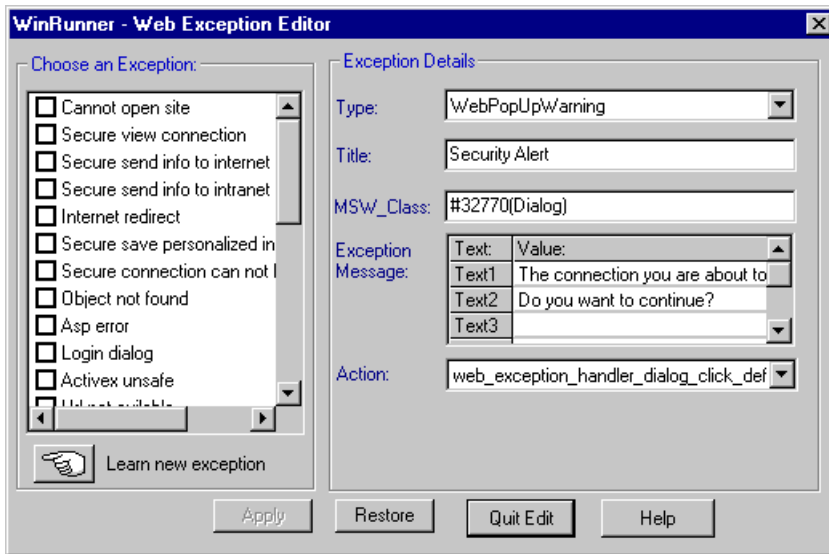 WinRunner - Web Exception Editor
Choose an Exception:
Cannot open site
Secure view connection
Secure send info to internet
Secure send info to intranet
Internet redirect
Secure save personalized in
Secure connection can not
Object not found
Asp error
Login dialog
Activex unsafe
Learn new exception
Exception Details
Type: WebPopUpWarning
Title: Security Alert
MSW_Class: #32770(Dialog)
Exception Message:
Text: Value:
Text1 The connection you are about to
Text2 Do you want to continue?
Text3
Action: web_exception_handler_dialog_click_def
Apply Restore Quit Edit Help